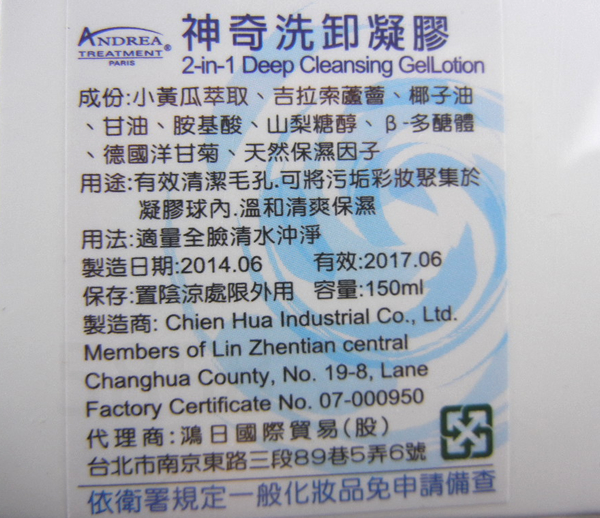 ANDREA®
TREATMENT
PARIS
神奇洗卸凝膠
2-in-1 Deep Cleansing GelLotion
成份:小黃瓜萃取、吉拉索蘆薈、椰子油
、甘油、胺基酸、山梨糖醇、β-多醣體
、德國洋甘菊、天然保濕因子
用途:有效清潔毛孔.可將污垢彩妝聚集於
凝膠球內.溫和清爽保濕
用法:適量全臉清水沖淨
製造日期:2014.06 有效:2017.06
保存:置陰涼處限外用 容量:150ml
製造商: Chien Hua Industrial Co., Ltd.
Members of Lin Zhentian central
Changhua County, No. 19-8, Lane
Factory Certificate No. 07-000950
代理商:鴻日國際貿易(股)
台北市南京東路三段89巷5弄6號
依衛署規定一般化妝品免申請備查